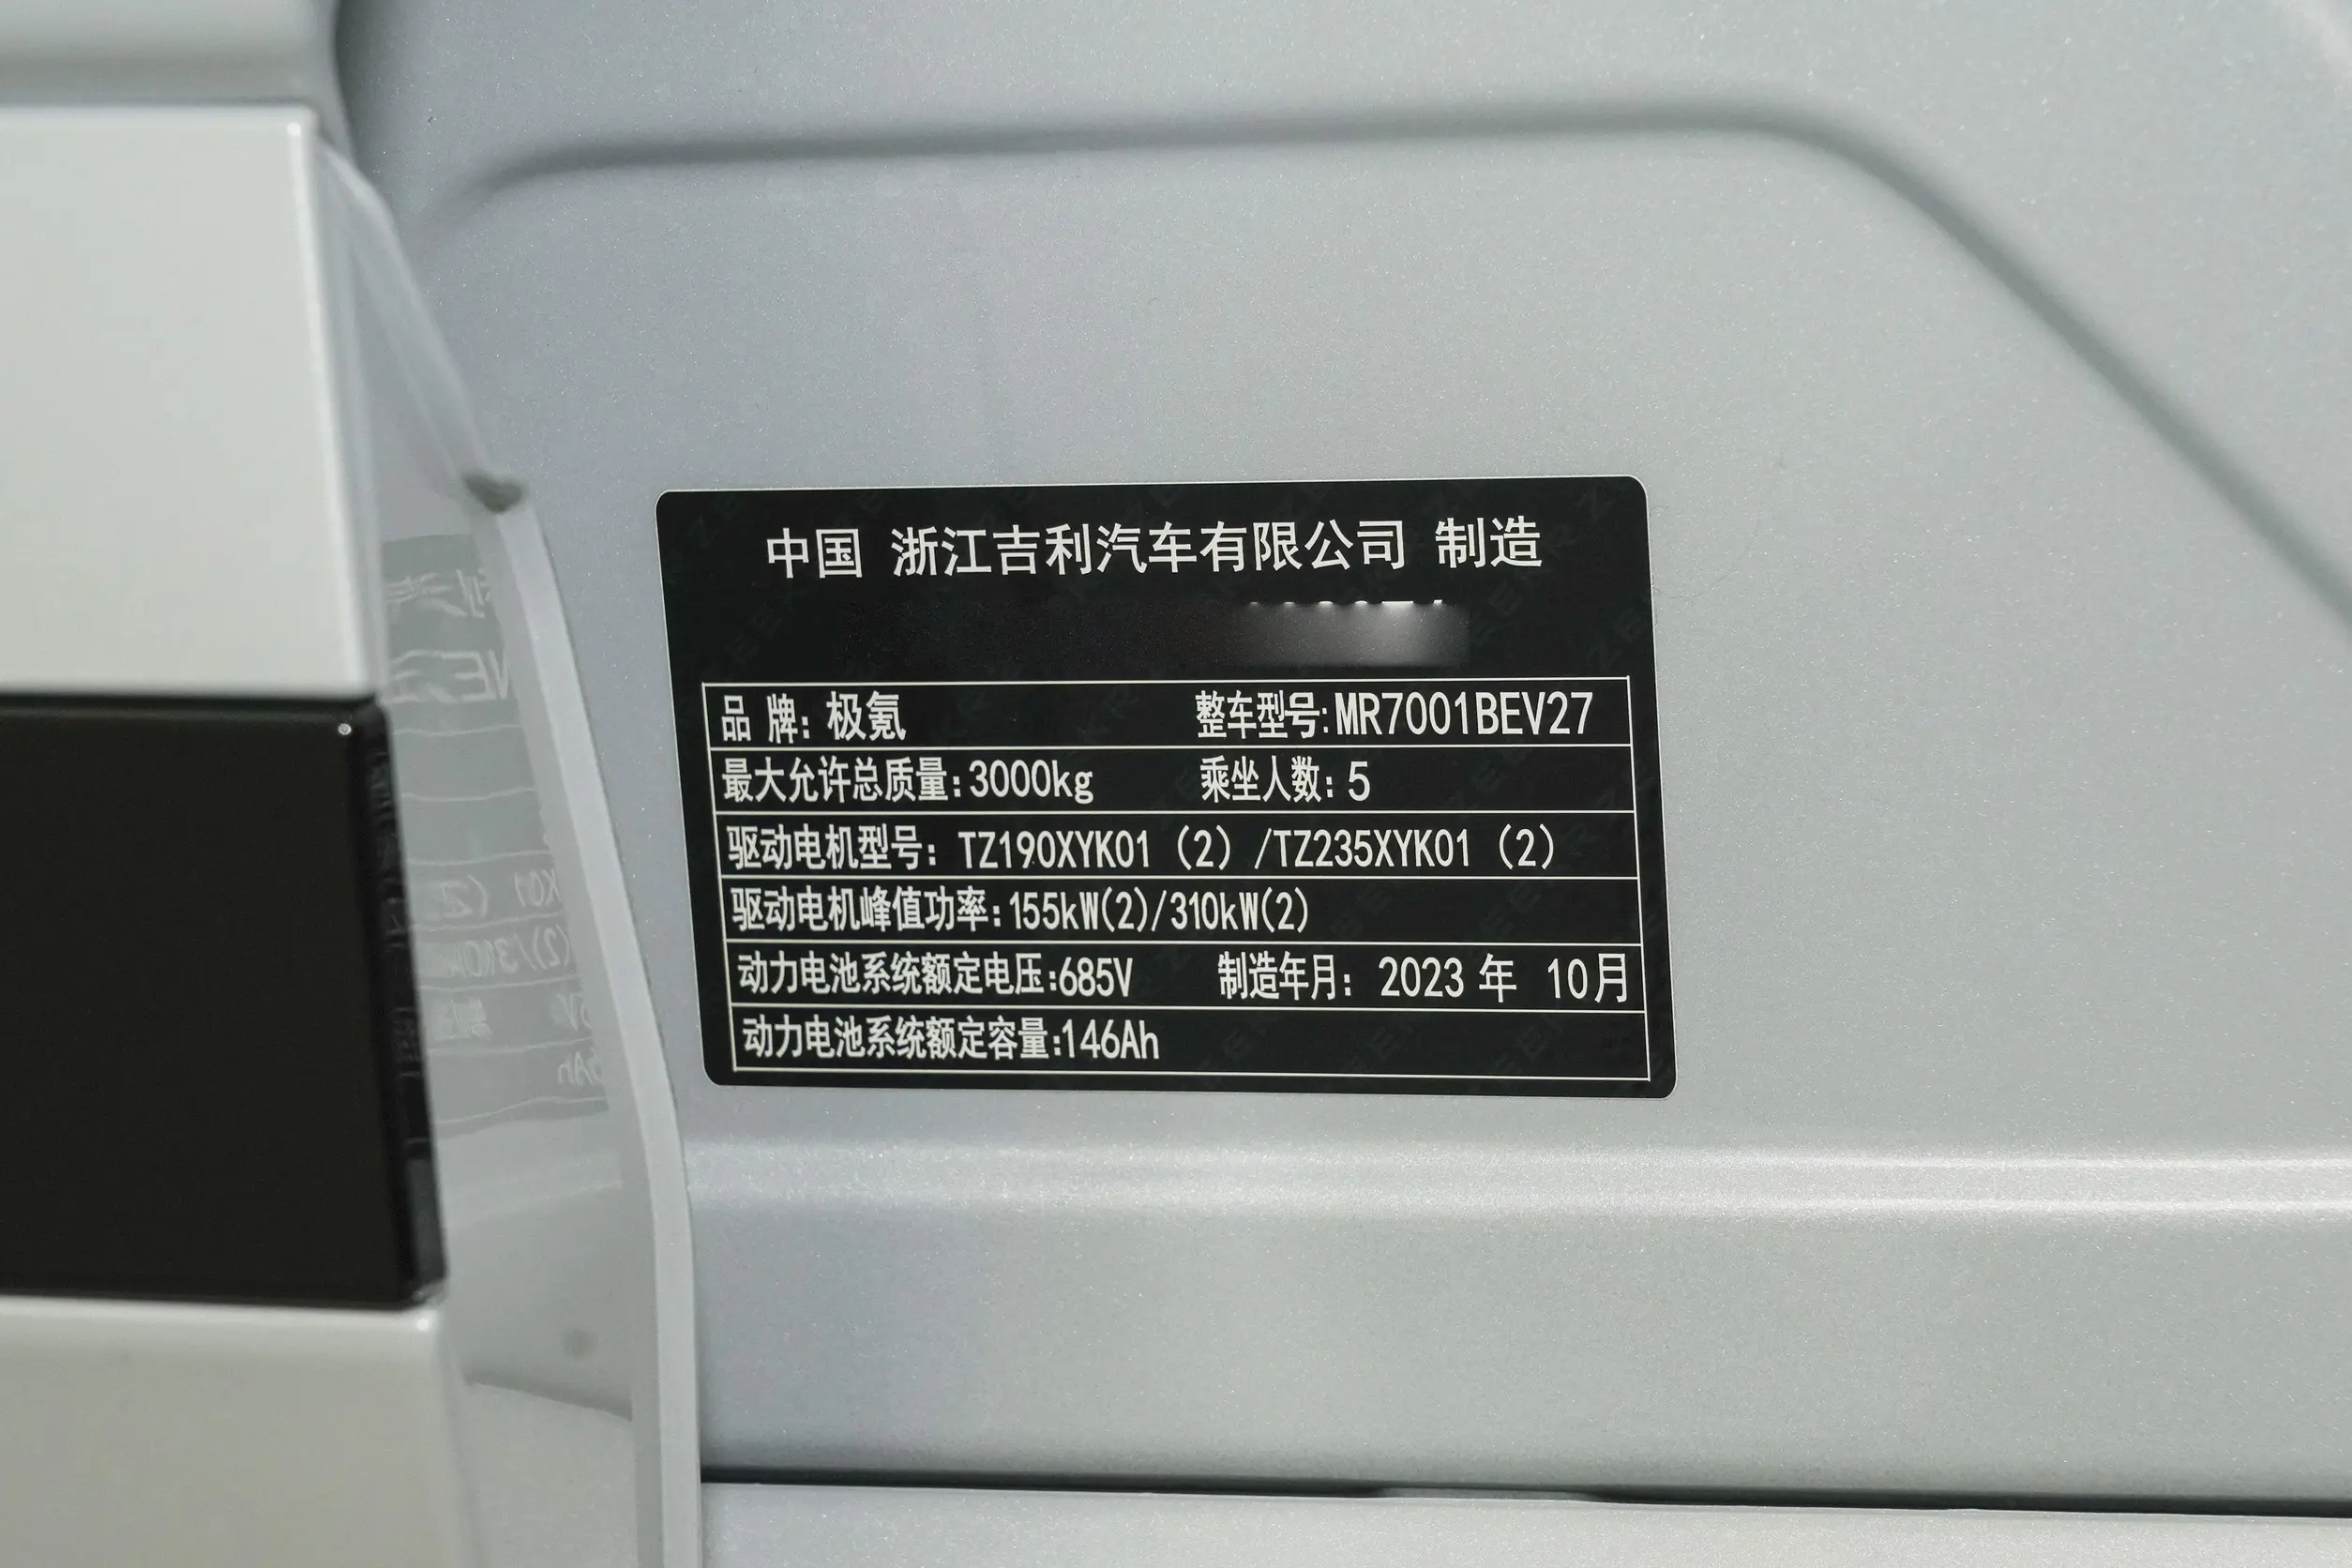 中国 浙江吉利汽车有限公司 制造
品 牌: 极氪 整车型号:MR7001BEV27
最大允许总质量:3000kg 乘坐人数: 5
驱动电机型号: TZ190XYK01 (2) /TZ235XYK01 (2)
驱动电机峰值功率:155kW(2)/310kW(2)
动力电池系统额定电压:685V 制造年月: 2023 年 10月
动力电池系统额定容量:146Ah